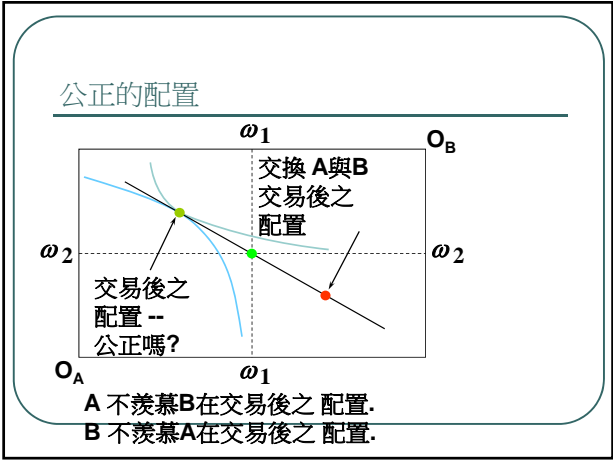 公正的配置
ω1
OB
交換 A與B
交易後之
配置
ω2
ω2
交易後之
配置 --
公正嗎?
OA
ω1
A 不羨慕B在交易後之 配置.
B 不羨慕A在交易後之 配置.